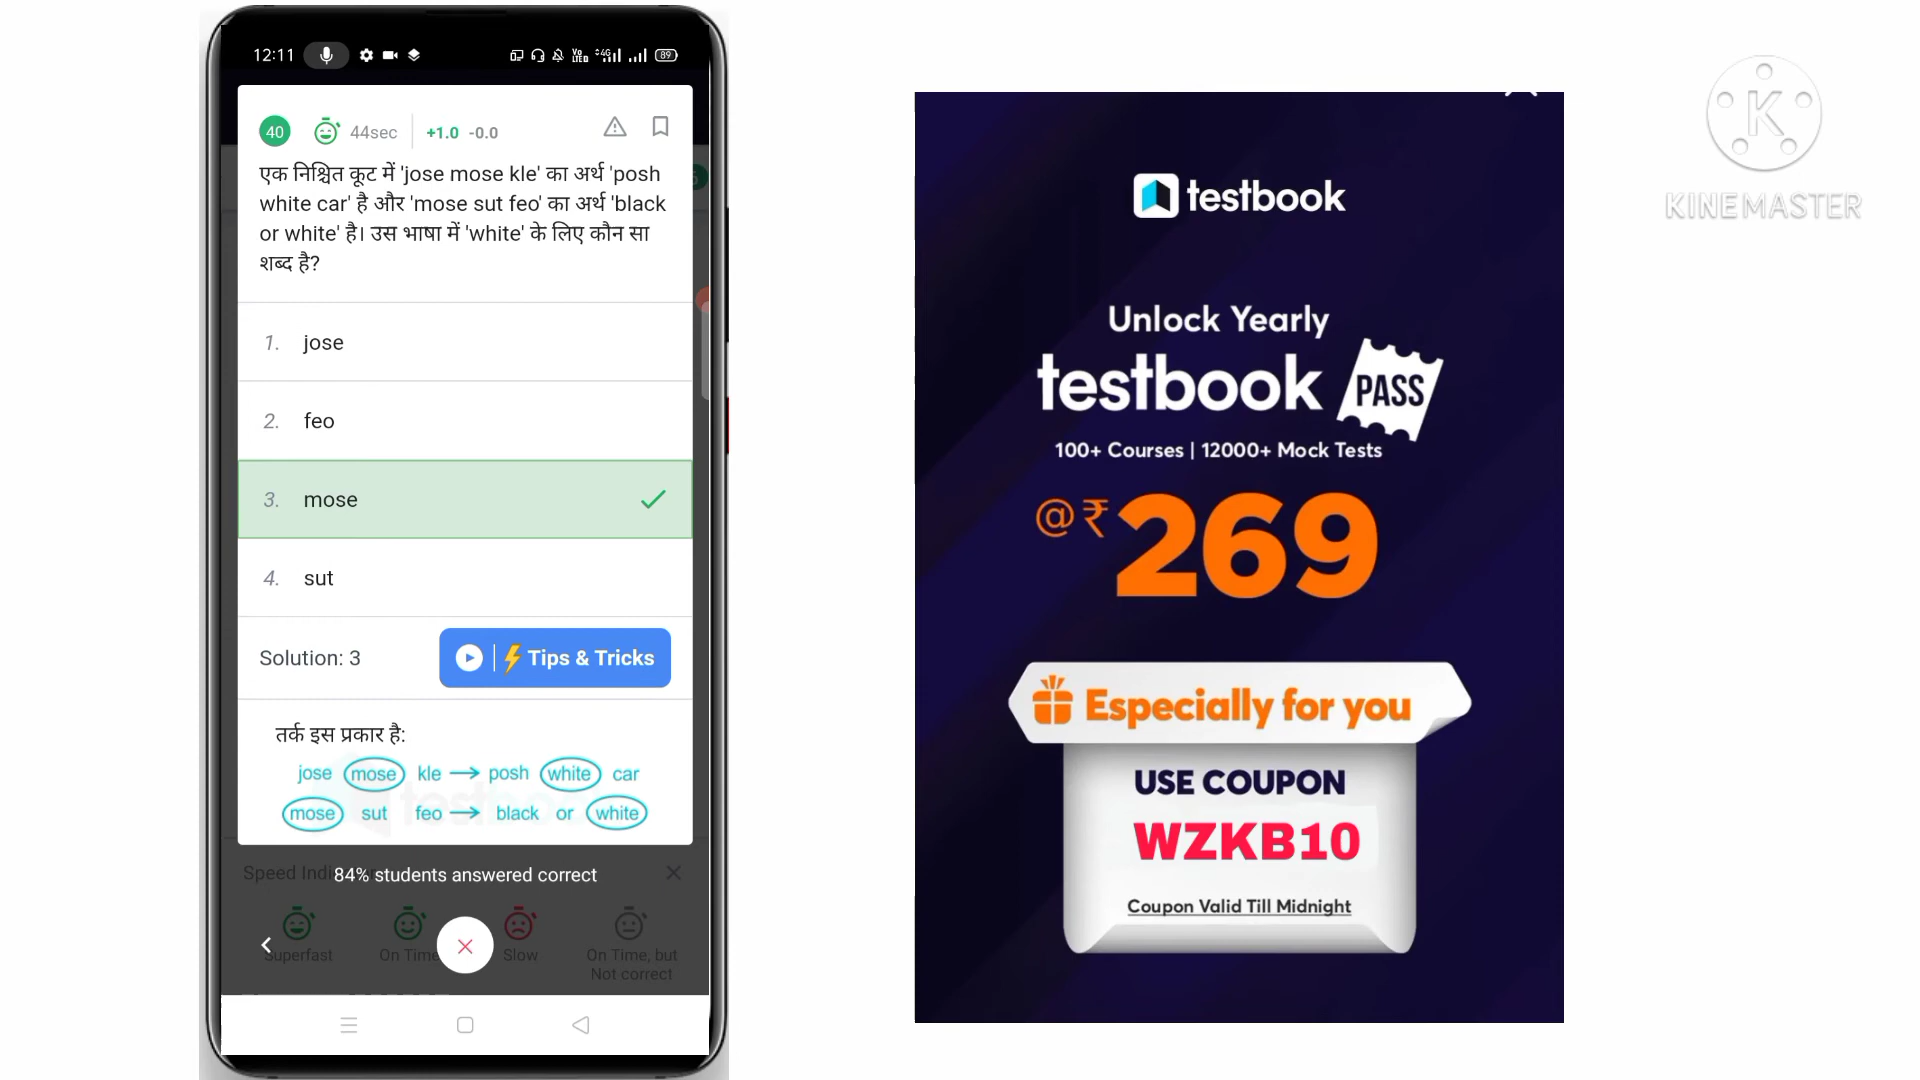 12:11
89
40 44sec +1.0 -0.0
एक निश्चित कूट में 'jose mose kle' का अर्थ 'posh
white car' है और 'mose sut feo' का अर्थ 'black
or white' है। उस भाषा में 'white' के लिए कौन सा
शब्द है?
1. jose
2. feo
3. mose
4. sut
Solution: 3
Tips & Tricks
तर्क इस प्रकार है:
jose mose kle → posh white car
mose sut feo → black or white
84% students answered correct
Superfast
On Time
Slow
On Time, but
Not correct
testbook
Unlock Yearly
testbook PASS
100+ Courses | 12000+ Mock Tests
@₹269
Especially for you
USE COUPON
WZKB10
Coupon Valid Till Midnight
K
KINEMASTER